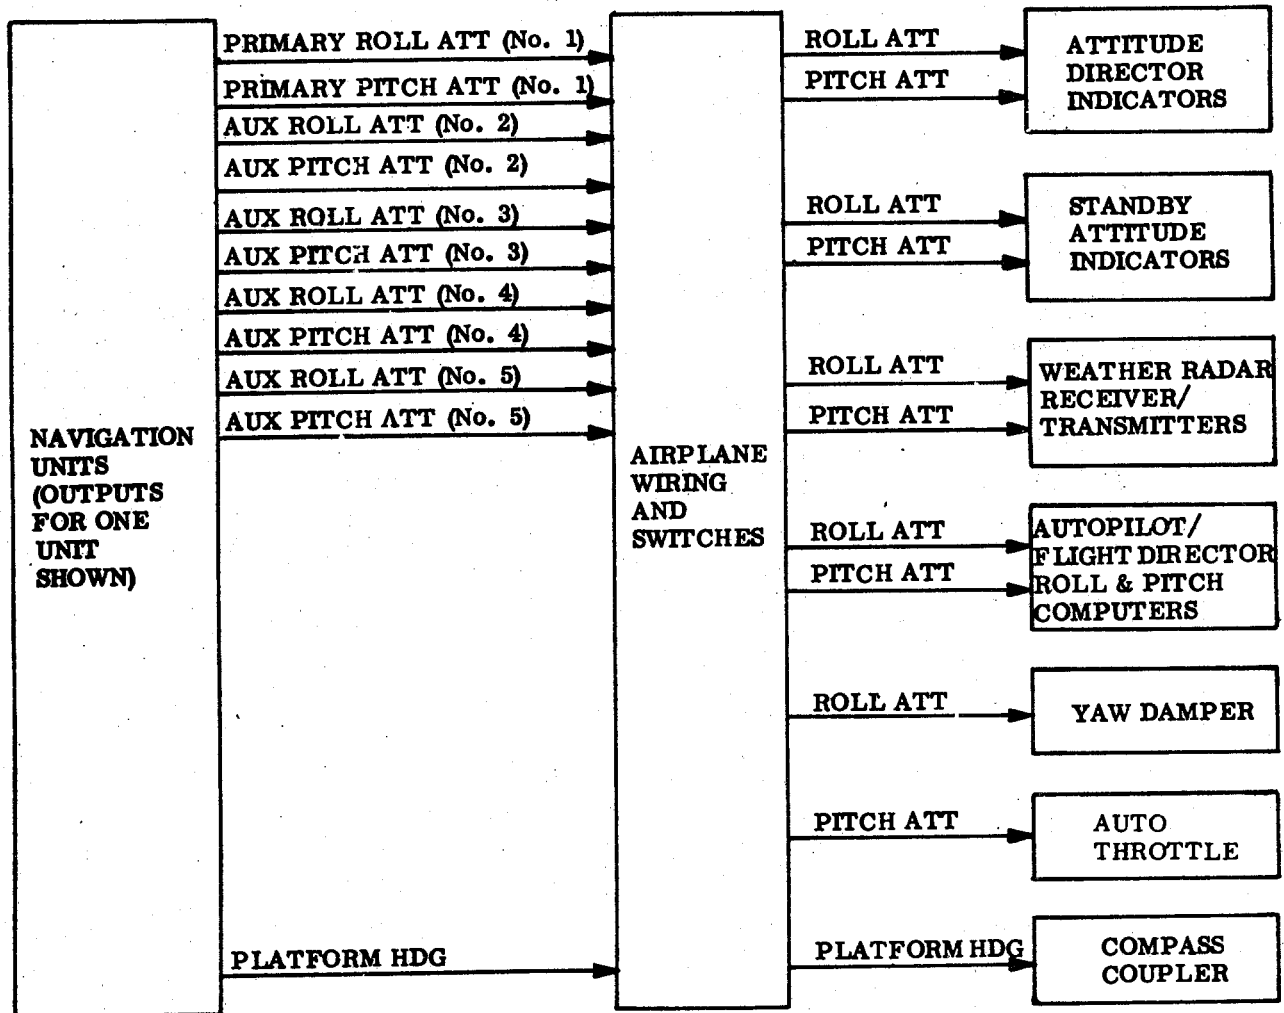 PRIMARY ROLL ATT (No. 1)
PRIMARY PITCH ATT (No. 1)
AUX ROLL ATT (No. 2)
AUX PITCH ATT (No. 2)
AUX ROLL ATT (No. 3)
AUX PITCH ATT (No. 3)
AUX ROLL ATT (No. 4)
AUX PITCH ATT (No. 4)
AUX ROLL ATT (No. 5)
AUX PITCH ATT (No. 5)
NAVIGATION
UNITS
(OUTPUTS
FOR ONE
UNIT
SHOWN)
PLATFORM HDG
AIRPLANE
WIRING
AND
SWITCHES
ROLL ATT
PITCH ATT
ATTITUDE
DIRECTOR
INDICATORS
ROLL ATT
PITCH ATT
STANDBY
ATTITUDE
INDICATORS
ROLL ATT
PITCH ATT
WEATHER RADAR
RECEIVER/
TRANSMITTERS
ROLL ATT
PITCH ATT
AUTOPILOT/
FLIGHT DIRECTOR
ROLL & PITCH
COMPUTERS
ROLL ATT
YAW DAMPER
PITCH ATT
AUTO
THROTTLE
PLATFORM HDG
COMPASS
COUPLER